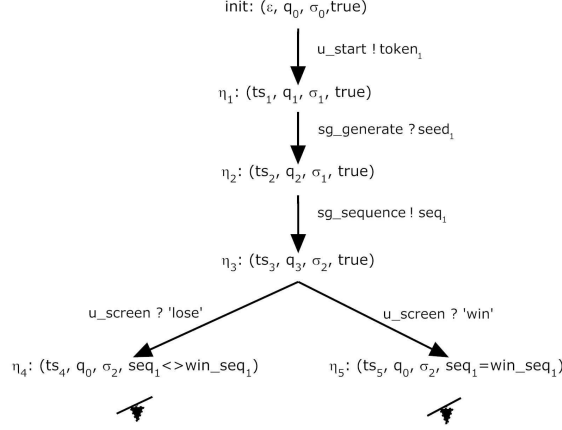 init: (ε, q₀, σ₀,true)
u_start ! token₁
η₁: (ts₁, q₁, σ₁, true)
sg_generate ? seed₁
η₂: (ts₂, q₂, σ₁, true)
sg_sequence ! seq₁
η₃: (ts₃, q₃, σ₂, true)
u_screen ? 'lose' u_screen ? 'win'
η₄: (ts₄, q₀, σ₂, seq₁<>win_seq₁) η₅: (ts₅, q₀, σ₂, seq₁=win_seq₁)